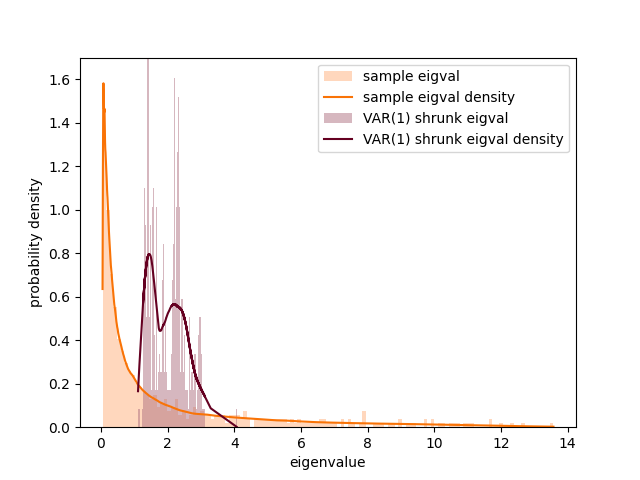 sample eigval
sample eigval density
VAR(1) shrunk eigval
VAR(1) shrunk eigval density
probability density
1.6
1.4
1.2
1.0
0.8
0.6
0.4
0.2
0.0
0 2 4 6 8 10 12 14
eigenvalue